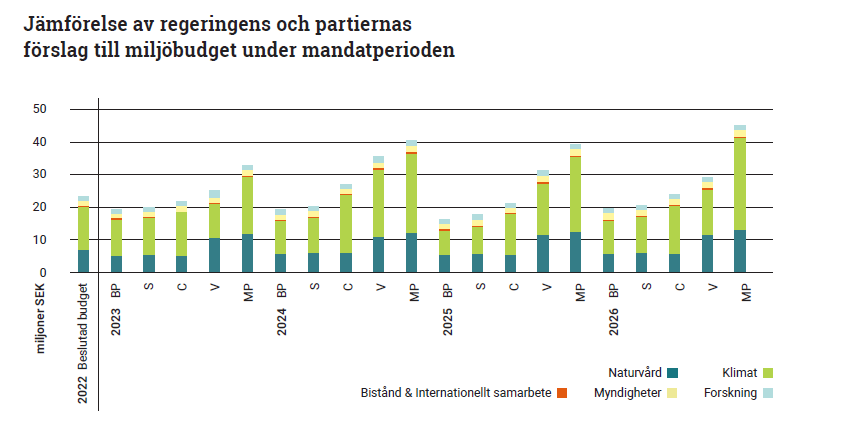 Jämförelse av regeringens och partiernas
förslag till miljöbudget under mandatperioden
50
40
30
20
10
0
miljoner SEK
2022 Beslutad budget
2023 BP
S
C
V
MP
2024 BP
S
C
V
MP
2025 BP
S
C
V
MP
2026 BP
S
C
V
MP
Naturvård Klimat
Bistånd & Internationellt samarbete Myndigheter Forskning